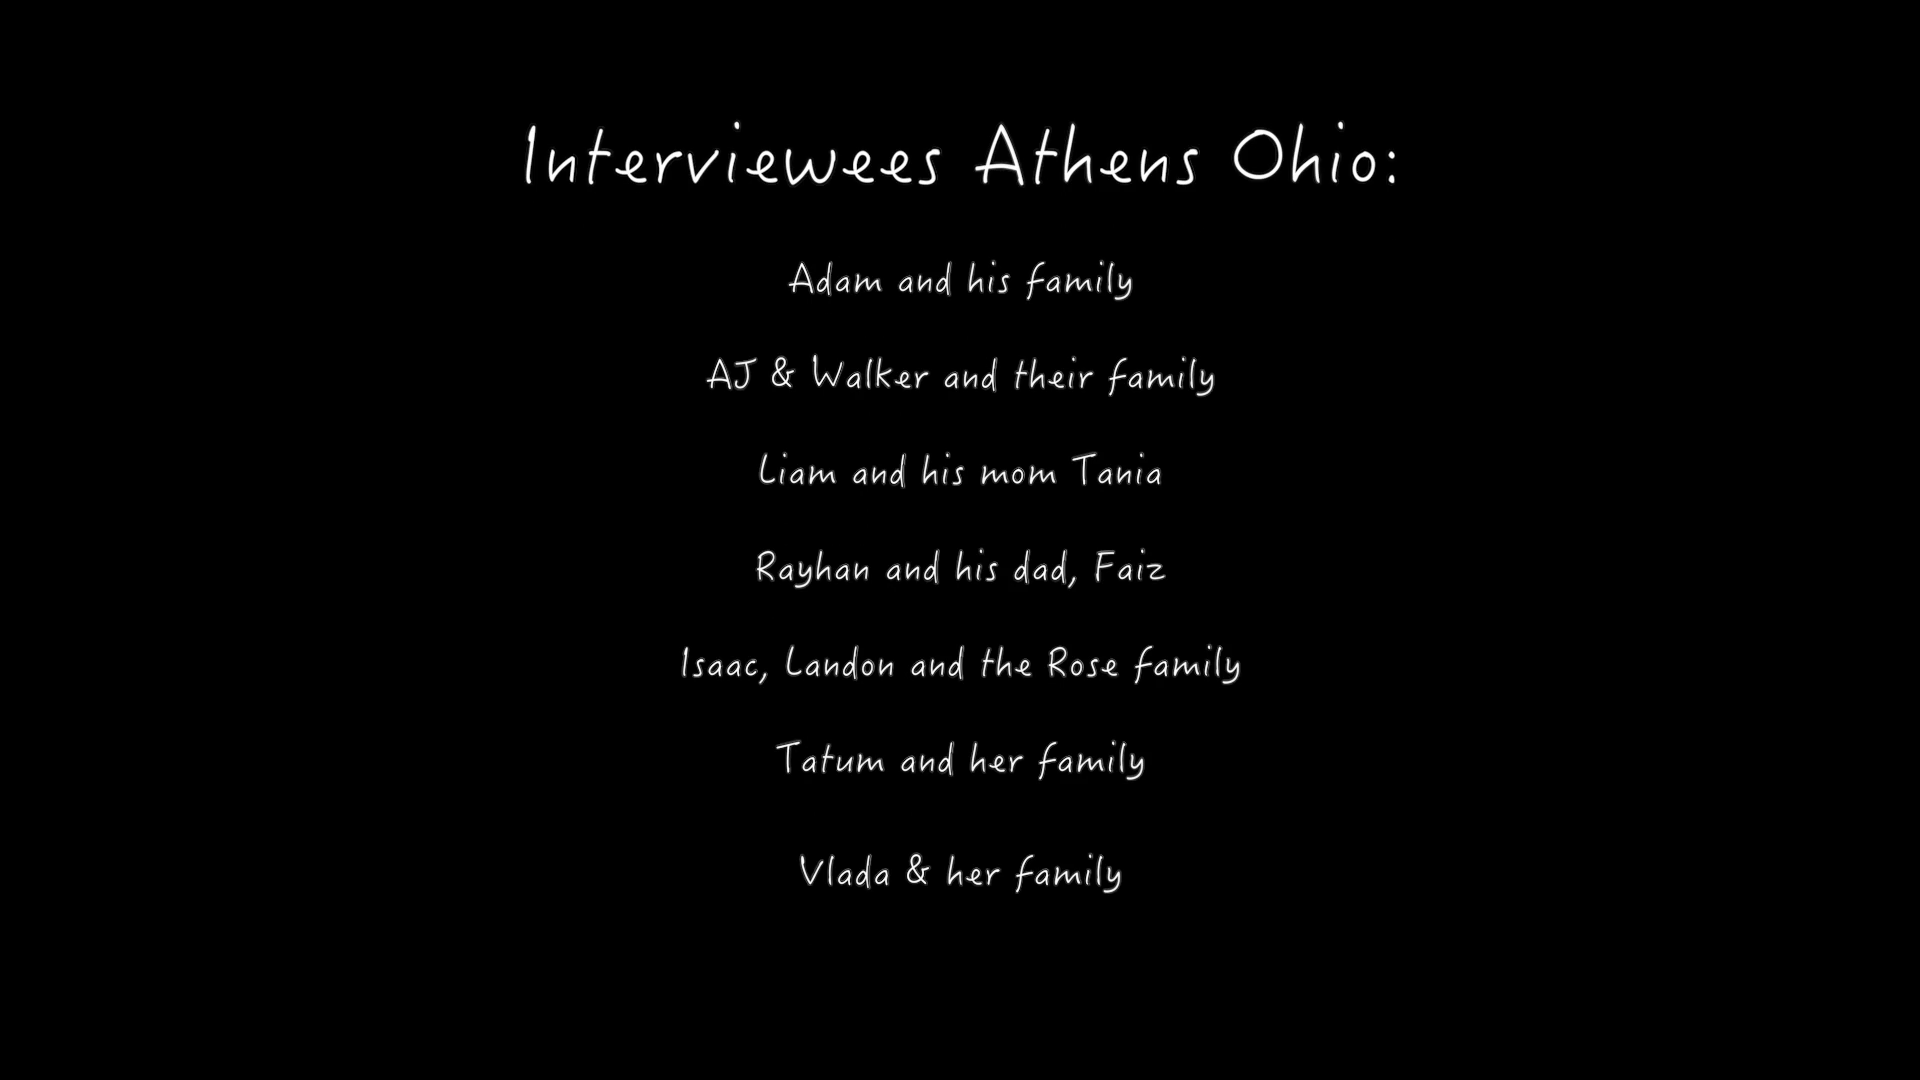 Interviewees Athens Ohio:
Adam and his family
AJ & Walker and their family
Liam and his mom Tania
Rayhan and his dad, Faiz
Isaac, Landon and the Rose family
Tatum and her family
Vlada & her family